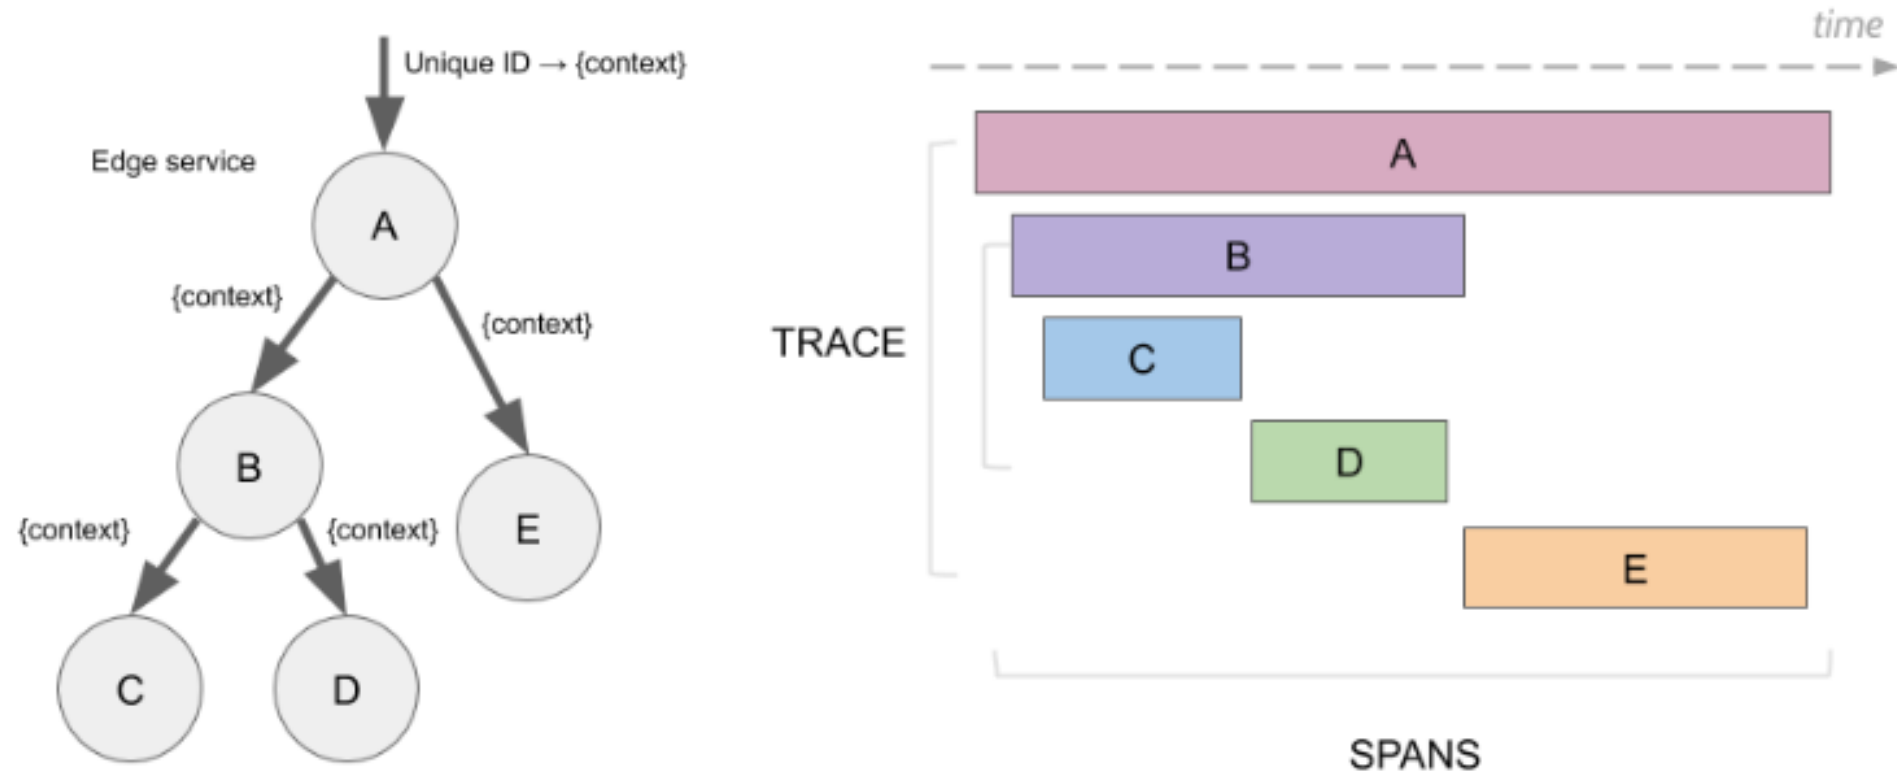 Unique ID → {context}
Edge service
A
{context}
{context}
B
E
{context}
{context}
C
D
time
A
B
TRACE
C
D
E
SPANS